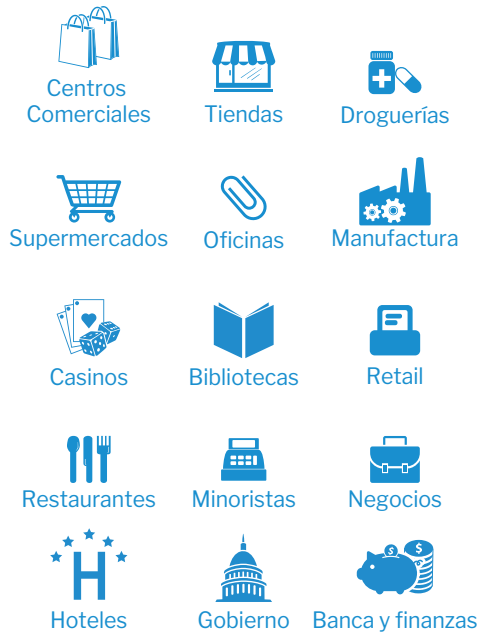 Centros
Comerciales
Tiendas
Droguerías
Supermercados
Oficinas
Manufactura
Casinos
Bibliotecas
Retail
Restaurantes
Minoristas
Negocios
H
$
$
Hoteles
Gobierno
Banca y finanzas